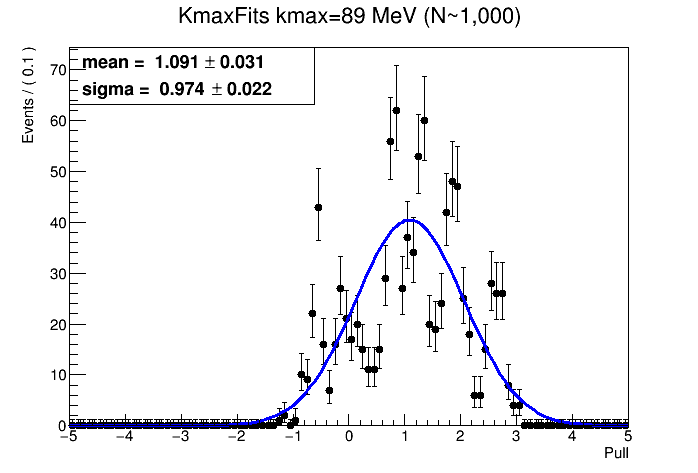 KmaxFits kmax=89 MeV (N~1,000)
mean = 1.091 ± 0.031
sigma = 0.974 ± 0.022
Events / ( 0.1 )
70
60
50
40
30
20
10
0
−5 −4 −3 −2 −1 0 1 2 3 4 5
Pull